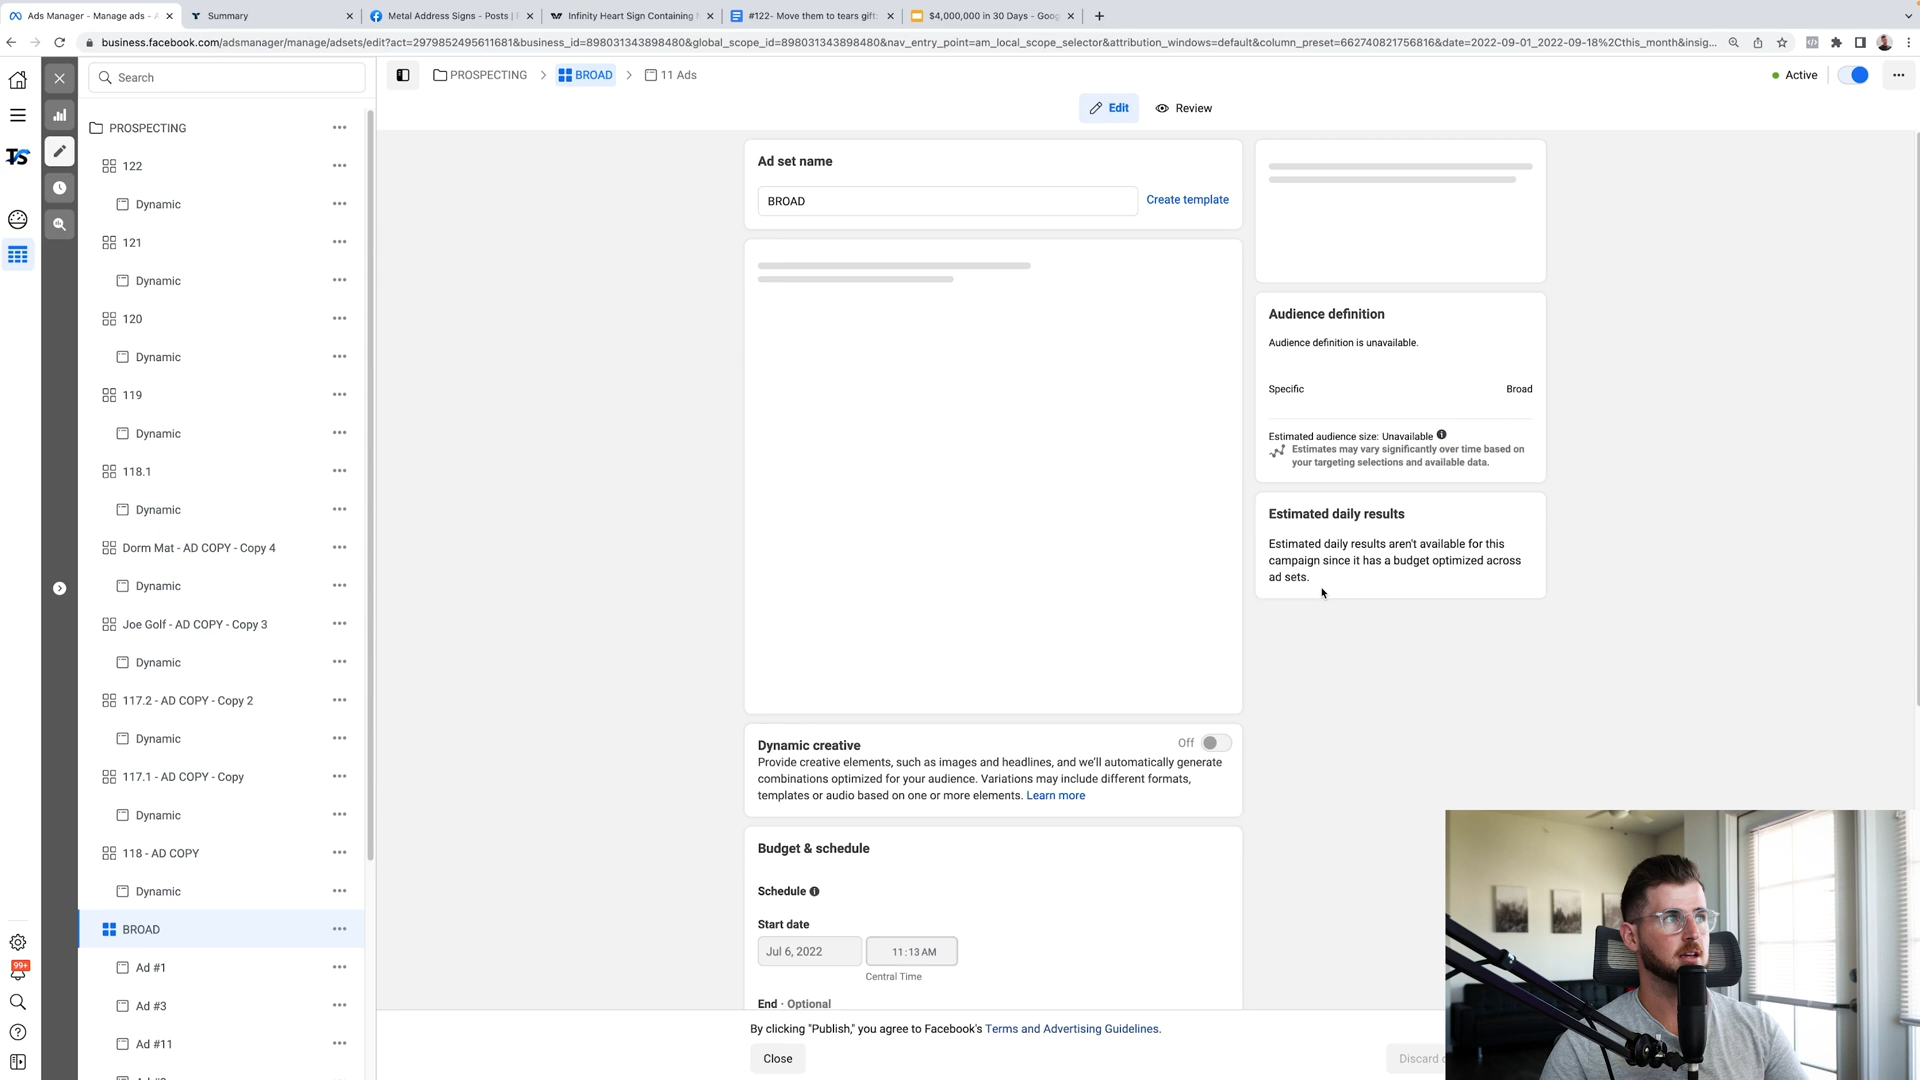 Ads Manager - Manage ads -
Summary
Metal Address Signs - Posts |
Infinity Heart Sign Containing
#122- Move them to tears gift:
$4,000,000 in 30 Days - Goog
business.facebook.com/adsmanager/manage/adsets/edit?act=2979852495611681&business_id=898031343898480&global_scope_id=898031343898480&nav_entry_point=am_local_scope_selector&attribution_windows=default&column_preset=662740821756816&date=2022-09-01_2022-09-18%2Cthis_month&insig...
Search
PROSPECTING
BROAD
11 Ads
Active
Edit
Review
PROSPECTING
122
Dynamic
121
Dynamic
120
Dynamic
119
Dynamic
118.1
Dynamic
Dorm Mat - AD COPY - Copy 4
Dynamic
Joe Golf - AD COPY - Copy 3
Dynamic
117.2 - AD COPY - Copy 2
Dynamic
117.1 - AD COPY - Copy
Dynamic
118 - AD COPY
Dynamic
BROAD
Ad #1
Ad #3
Ad #11
99+
Ad set name
BROAD
Create template
Dynamic creative
Off
Provide creative elements, such as images and headlines, and we'll automatically generate
combinations optimized for your audience. Variations may include different formats,
templates or audio based on one or more elements. Learn more
Budget & schedule
Schedule
Start date
Jul 6, 2022
11:13 AM
Central Time
End · Optional
Audience definition
Audience definition is unavailable.
Specific
Broad
Estimated audience size: Unavailable
Estimates may vary significantly over time based on
your targeting selections and available data.
Estimated daily results
Estimated daily results aren't available for this
campaign since it has a budget optimized across
ad sets.
By clicking "Publish," you agree to Facebook's Terms and Advertising Guidelines.
Close
Discard